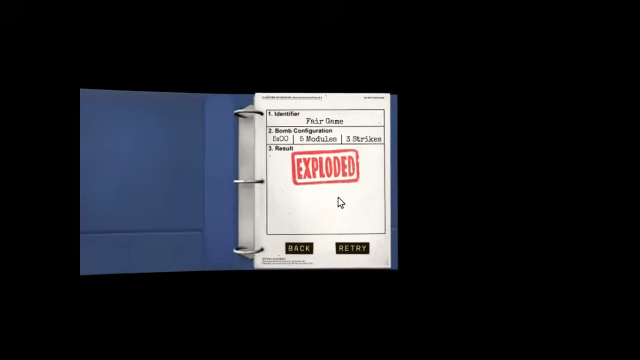 1. Identifier
Fair Game
2. Bomb Configuration
5:00 5 Modules 3 Strikes
3. Result
EXPLODED
BACK RETRY